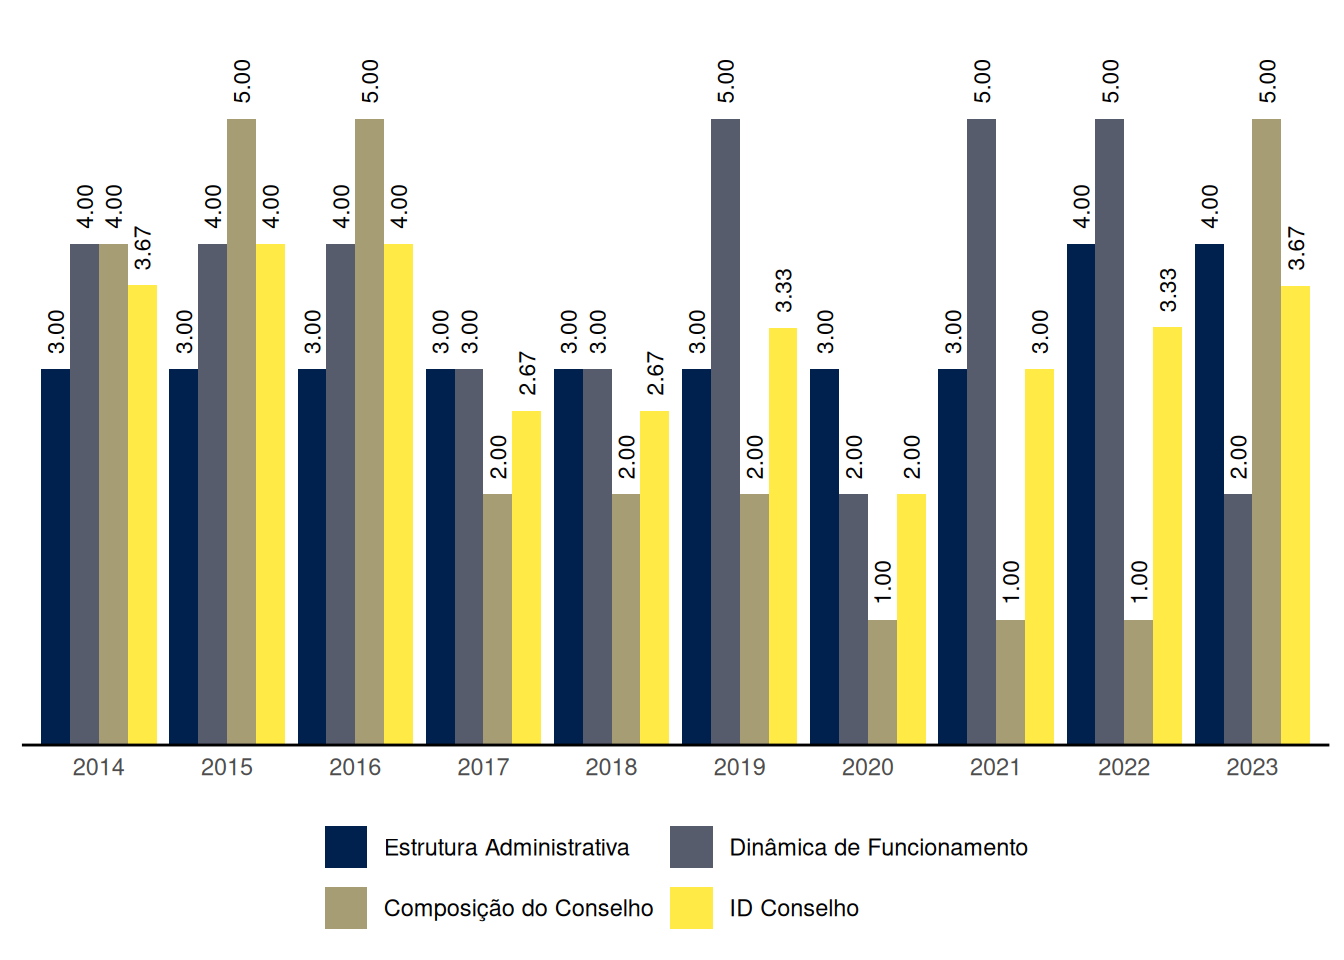 3.00 4.00 4.00 3.67
3.00 4.00 5.00 4.00
3.00 4.00 5.00 4.00
3.00 3.00 2.00 2.67
3.00 3.00 2.00 2.67
3.00 5.00 2.00 3.33
3.00 2.00 1.00 2.00
3.00 5.00 1.00 3.00
4.00 5.00 1.00 3.33
4.00 2.00 5.00 3.67
2014 2015 2016 2017 2018 2019 2020 2021 2022 2023
Estrutura Administrativa Dinâmica de Funcionamento
Composição do Conselho ID Conselho